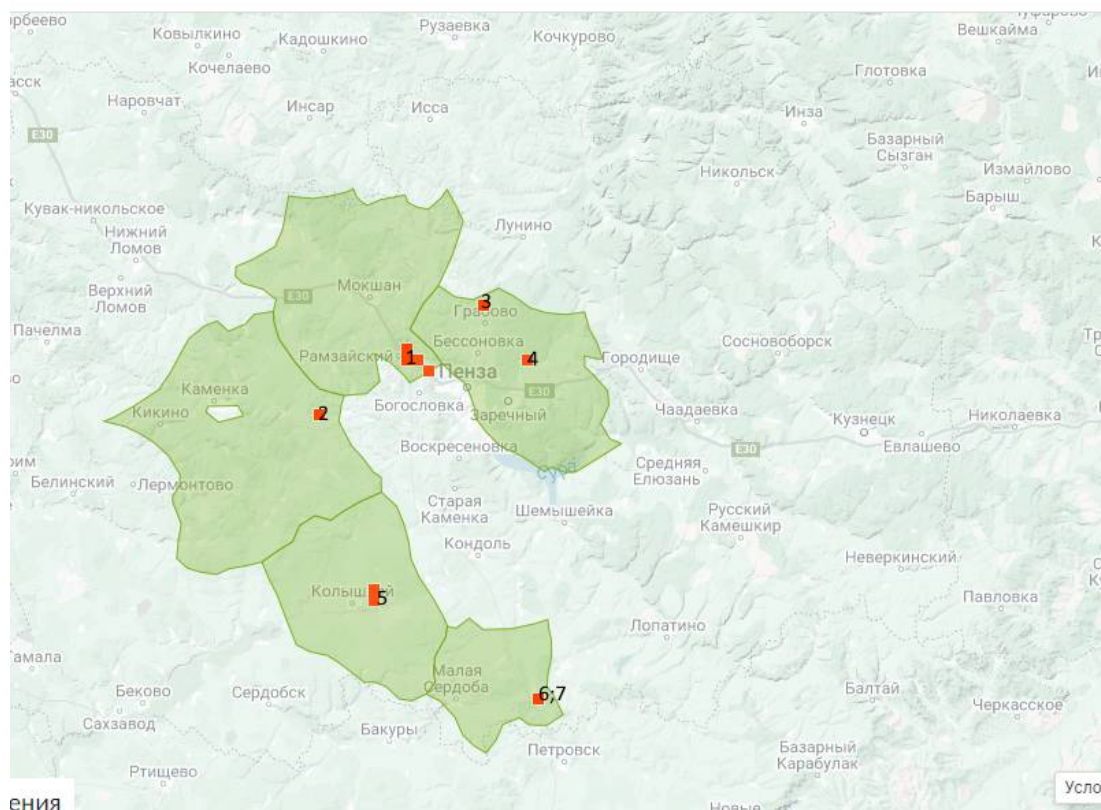 Ковылкино
Рузаевка
Кадошкино
Кочкурово
Вешкайма
Кочелаево
Глотовка
Наровчат
Инсар
Исса
Инза
E30
Базарный
Сызган
Измайлово
Никольск
Барыш
Кувак-никольское
Лунино
Нижний
Ломов
Мокшан
Верхний
Ломов
E30
3
Грабово
Пачелма
Рамзайский
1
Бессоновка
4
Сосновоборск
Городище
Пенза
Каменка
E30
Кикино
2
Богословка
Заречный
Чаадаевка
Кузнецк
Николаевка
Воскресеновка
E30
Евлашево
Белинский
Лермонтово
Сура
Средняя
Елюзань
Старая
Каменка
Шемышейка
Русский
Камешкир
Кондоль
Неверкинский
5
Павловка
Лопатино
Малая
Сердоба
6;7
Беково
Сердобск
Балтай
Черкасское
Сахзавод
Бакуры
Петровск
Базарный
Карабулак
Ртищево
Усло
ения
Новые